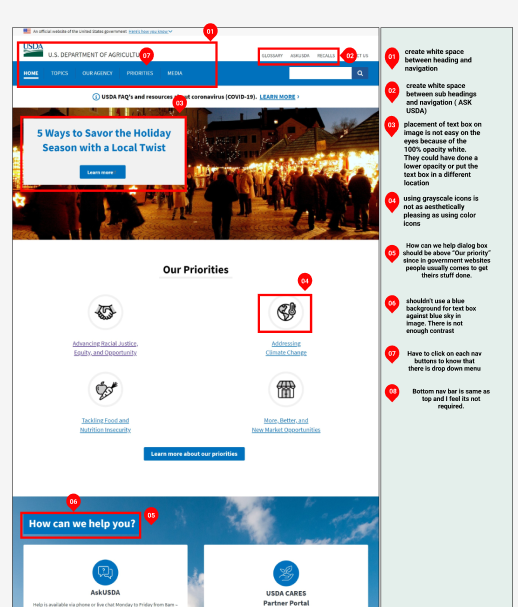 An official website of the United States government Here's how you know
01
USDA
U.S. DEPARTMENT OF AGRICULTU
07
GLOSSARY ASKUSDA RECALLS
02
CT US
HOME TOPICS OUR AGENCY PRIORITIES MEDIA
USDA FAQ's and resources about coronavirus (COVID-19). LEARN MORE
03
5 Ways to Savor the Holiday
Season with a Local Twist
Learn more
Our Priorities
04
Advancing Racial Justice,
Equity, and Opportunity
Addressing
Climate Change
Tackling Food and
Nutrition Insecurity
More, Better, and
New Market Opportunities
Learn more about our priorities
06
How can we help you?
05
AskUSDA
Help is available via phone or live chat Monday to Friday from 8am –
USDA CARES
Partner Portal
01
create white space
between heading and
navigation
02
create white space
between sub headings
and navigation ( ASK
USDA)
03
placement of text box on
image is not easy on the
eyes because of the
100% opacity white.
They could have done a
lower opacity or put the
text box in a different
location
04
using grayscale icons is
not as aesthetically
pleasing as using color
icons
05
How can we help dialog box
should be above "Our priority"
since in government websites
people usually comes to get
theirs stuff done.
06
shouldn't use a blue
background for text box
against blue sky in
image. There is not
enough contrast
07
Have to click on each nav
buttons to know that
there is drop down menu
08
Bottom nav bar is same as
top and I feel its not
required.